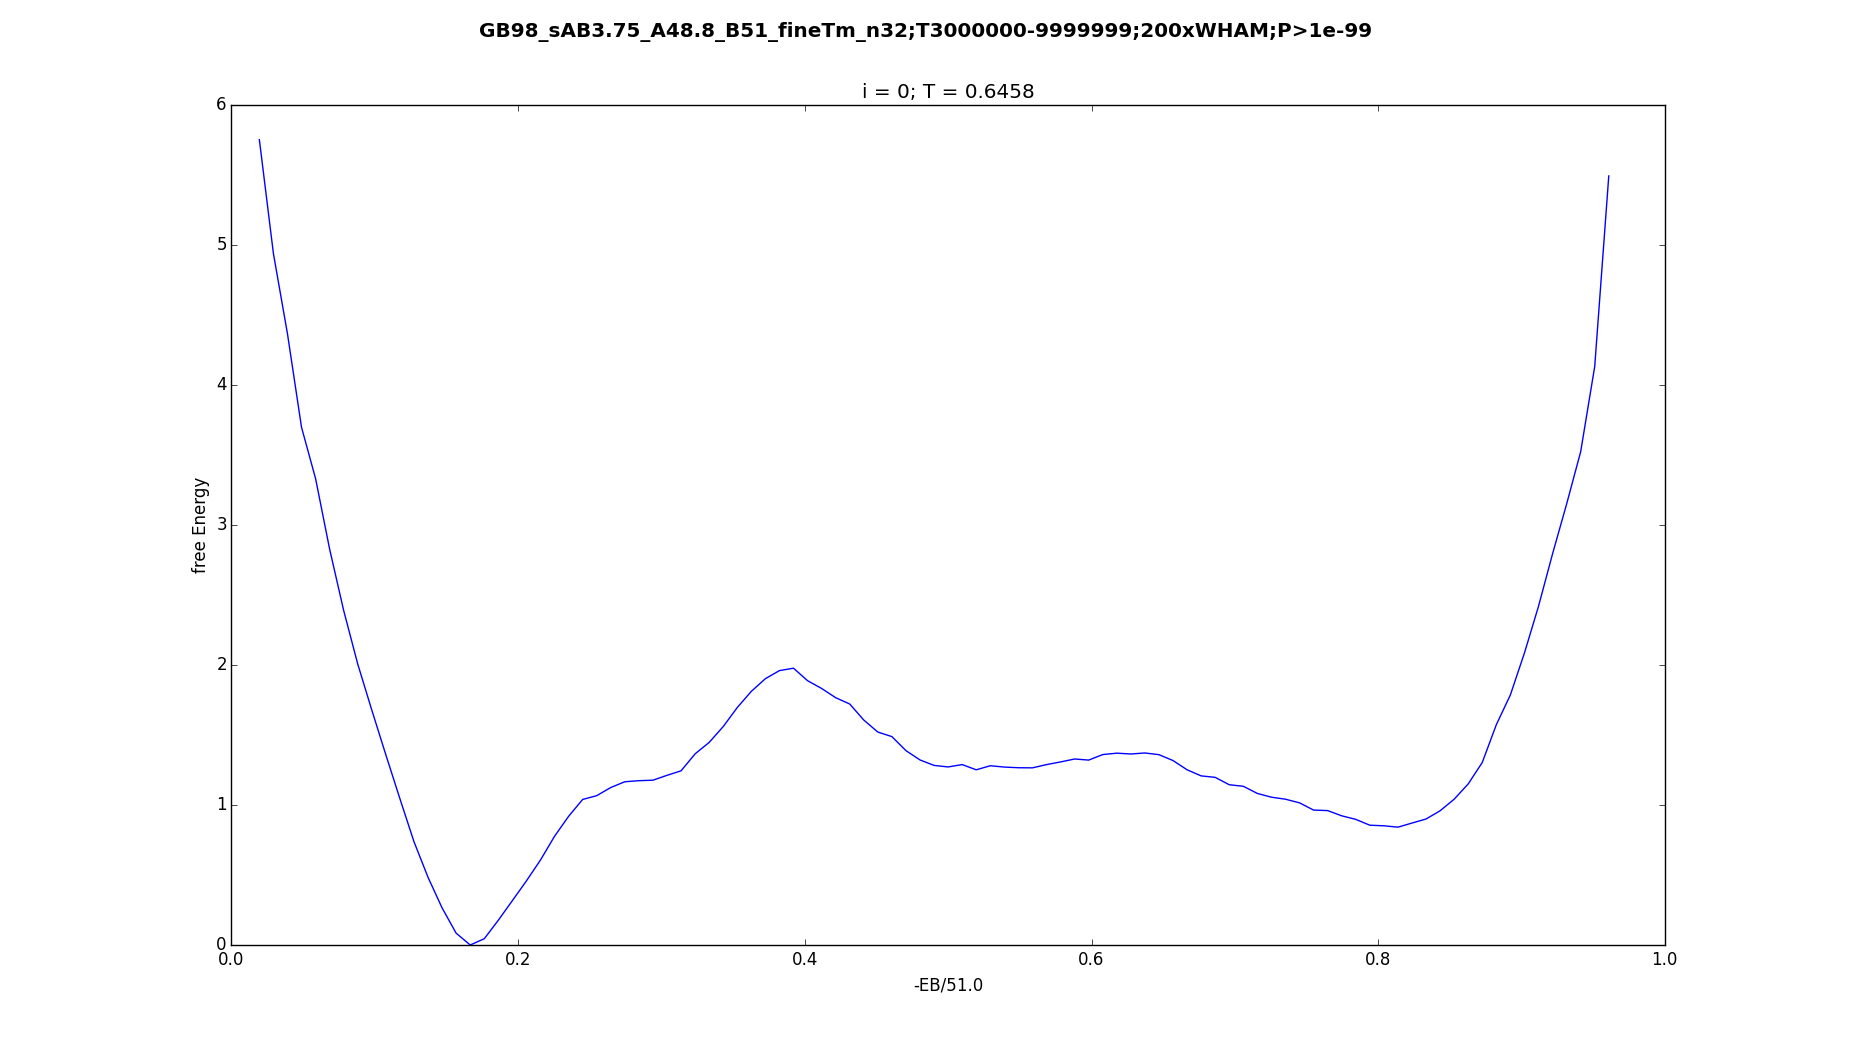 GB98_sAB3.75_A48.8_B51_fineTm_n32;T3000000-9999999;200xWHAM;P>1e-99
i = 0; T = 0.6458
6
5
4
3
2
1
0
free Energy
0.0 0.2 0.4 0.6 0.8 1.0
-EB/51.0